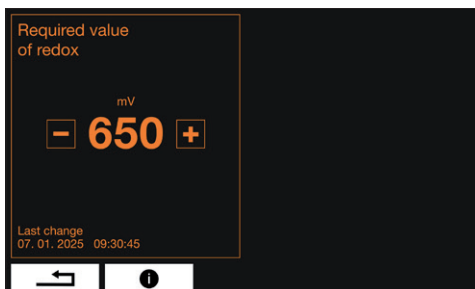 Required value
of redox
mV
− 650 +
Last change
07. 01. 2025 09:30:45
i